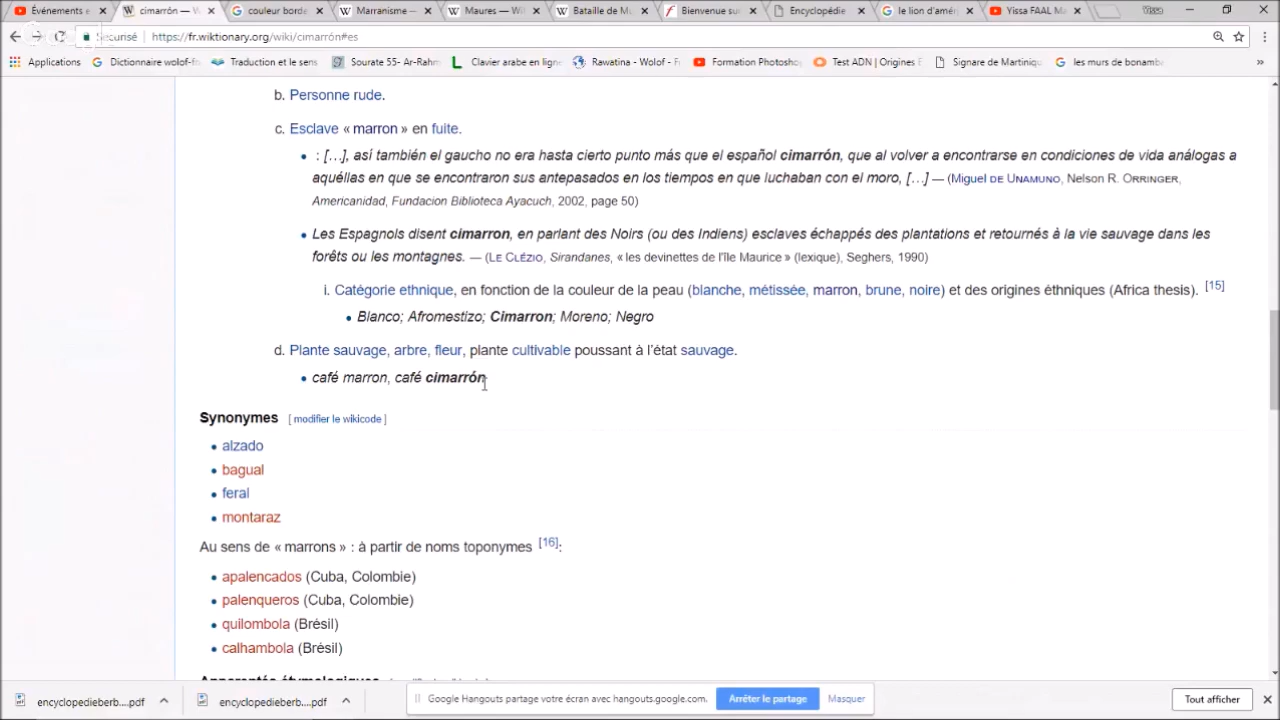 Événements e
cimarrón — W
couleur borde
Marranisme —
Maures — Wi
Bataille de Mu
Bienvenue su
Encyclopédie
le lion d'amér
Yissa FAAL M
Yissa
https://fr.wiktionary.org/wiki/cimarrón#es
Applications
Dictionnaire wolof-fr
Traduction et le sens
Sourate 55- Ar-Rahm
Clavier arabe en ligne
Rawatina - Wolof - F
Formation Photosho
Test ADN | Origines E
Signare de Martiniqu
les murs de bonamb
»
b. Personne rude.
c. Esclave « marron » en fuite.
: […], así también el gaucho no era hasta cierto punto más que el español cimarrón, que al volver a encontrarse en condiciones de vida análogas a
aquéllas en que se encontraron sus antepasados en los tiempos en que luchaban con el moro, […] — (Miguel DE UNAMUNO, Nelson R. ORRINGER,
Americanidad, Fundacion Biblioteca Ayacuch, 2002, page 50)
Les Espagnols disent cimarron, en parlant des Noirs (ou des Indiens) esclaves échappés des plantations et retournés à la vie sauvage dans les
forêts ou les montagnes. — (LE CLÉZIO, Sirandanes, « les devinettes de l'île Maurice » (lexique), Seghers, 1990)
i. Catégorie ethnique, en fonction de la couleur de la peau (blanche, métissée, marron, brune, noire) et des origines éthniques (Africa thesis). [15]
Blanco; Afromestizo; Cimarron; Moreno; Negro
d. Plante sauvage, arbre, fleur, plante cultivable poussant à l'état sauvage.
café marron, café cimarrón
Synonymes [ modifier le wikicode ]
alzado
bagual
feral
montaraz
Au sens de « marrons » : à partir de noms toponymes [16]:
apalencados (Cuba, Colombie)
palenqueros (Cuba, Colombie)
quilombola (Brésil)
calhambola (Brésil)
Apparentés étymologiques
encyclopedieberb....pdf
encyclopedieberb....pdf
Google Hangouts partage votre écran avec hangouts.google.com.
Arrêter le partage
Masquer
Tout afficher